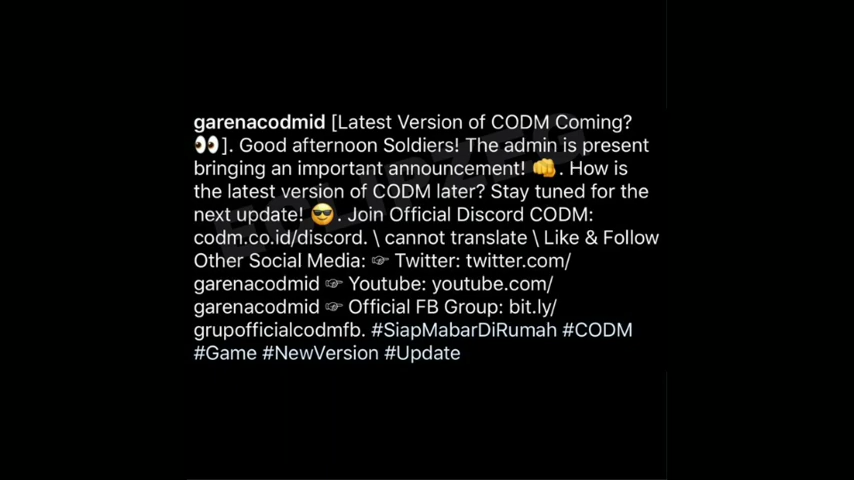 garenacodmid [Latest Version of CODM Coming?
👀]. Good afternoon Soldiers! The admin is present
bringing an important announcement! 👊. How is
the latest version of CODM later? Stay tuned for the
next update! 😎. Join Official Discord CODM:
codm.co.id/discord. \ cannot translate \ Like & Follow
Other Social Media: ☞ Twitter: twitter.com/
garenacodmid ☞ Youtube: youtube.com/
garenacodmid ☞ Official FB Group: bit.ly/
grupofficialcodmfb. #SiapMabarDiRumah #CODM
#Game #NewVersion #Update